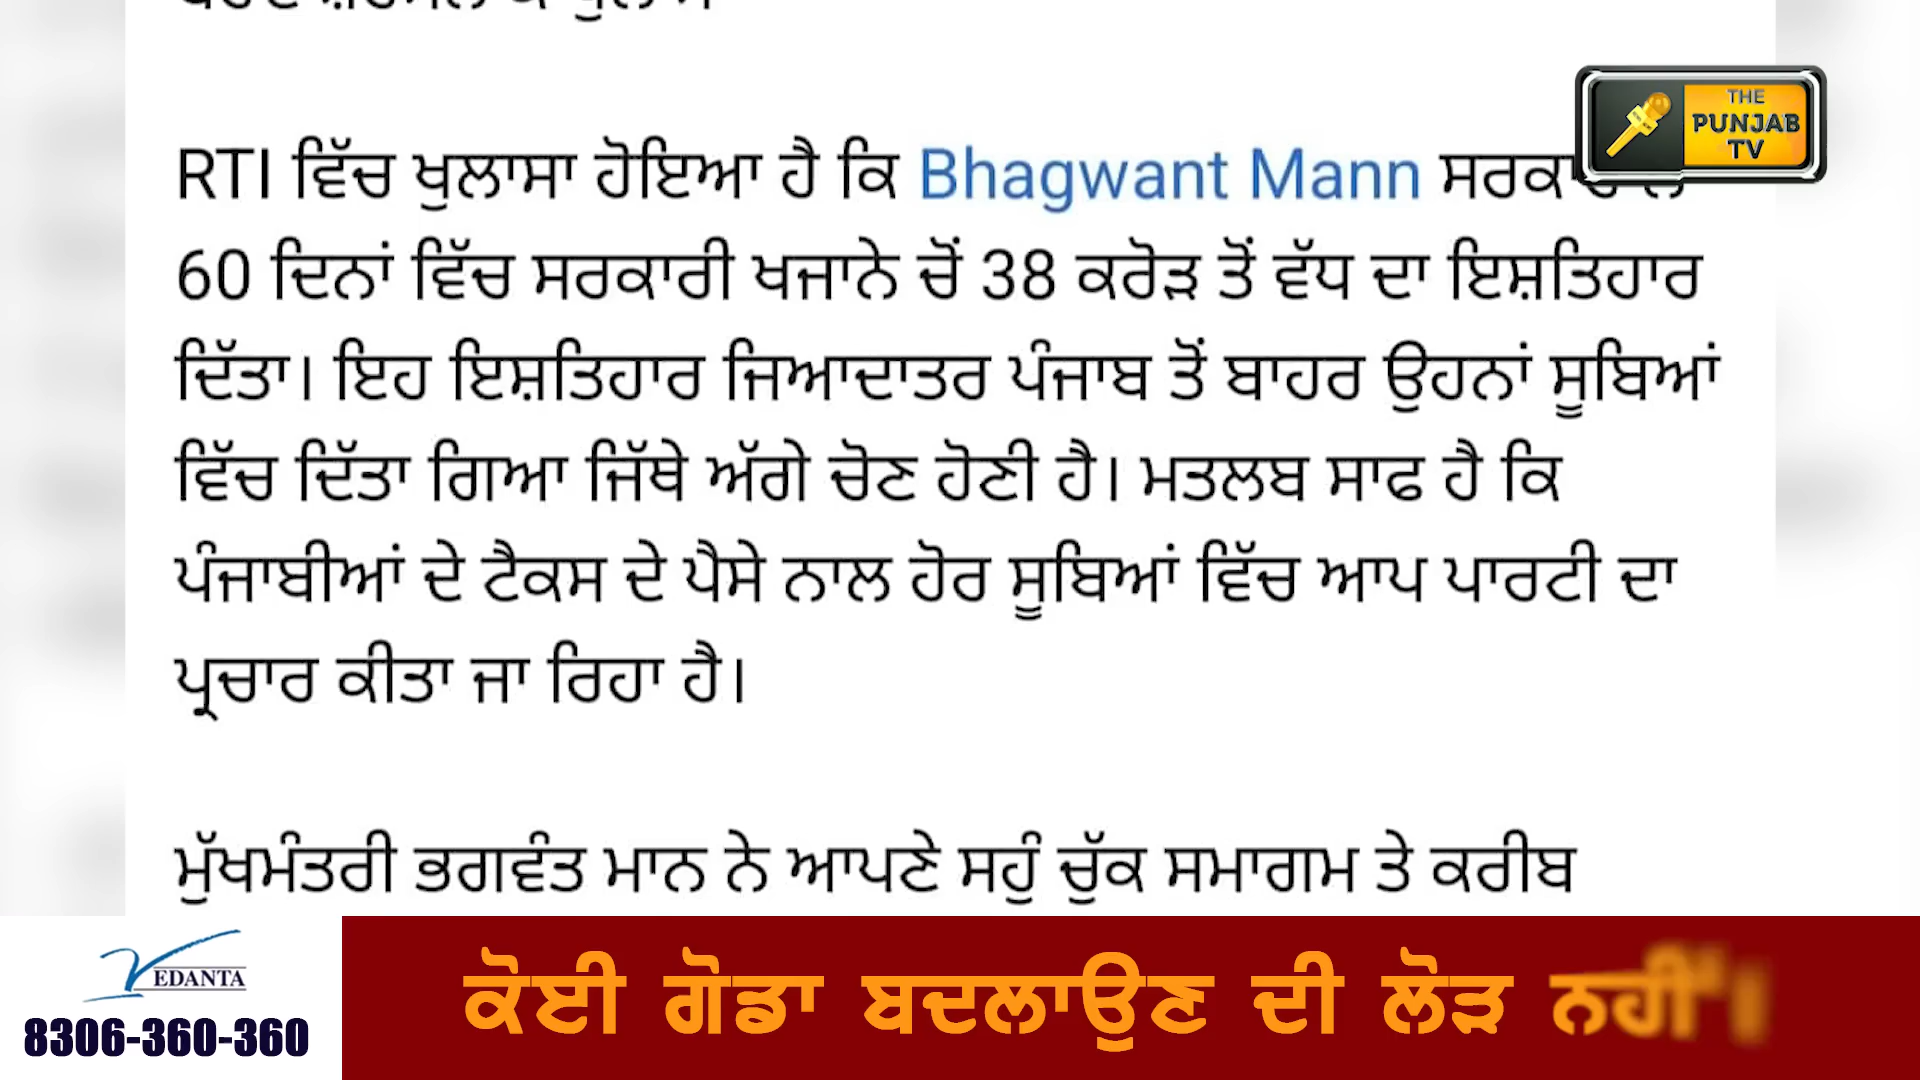 THE
PUNJAB
TV
RTI ਵਿੱਚ ਖੁਲਾਸਾ ਹੋਇਆ ਹੈ ਕਿ Bhagwant Mann
60 ਦਿਨਾਂ ਵਿੱਚ ਸਰਕਾਰੀ ਖਜਾਨੇ ਚੋਂ 38 ਕਰੋੜ ਤੋਂ ਵੱਧ ਦਾ ਇਸ਼ਤਿਹਾਰ
ਦਿੱਤਾ। ਇਹ ਇਸ਼ਤਿਹਾਰ ਜਿਆਦਾਤਰ ਪੰਜਾਬ ਤੋਂ ਬਾਹਰ ਉਹਨਾਂ ਸੂਬਿਆਂ
ਵਿੱਚ ਦਿੱਤਾ ਗਿਆ ਜਿੱਥੇ ਅੱਗੇ ਚੋਣ ਹੋਣੀ ਹੈ। ਮਤਲਬ ਸਾਫ ਹੈ ਕਿ
ਪੰਜਾਬੀਆਂ ਦੇ ਟੈਕਸ ਦੇ ਪੈਸੇ ਨਾਲ ਹੋਰ ਸੂਬਿਆਂ ਵਿੱਚ ਆਪ ਪਾਰਟੀ ਦਾ
ਪ੍ਰਚਾਰ ਕੀਤਾ ਜਾ ਰਿਹਾ ਹੈ।
ਮੁੱਖਮੰਤਰੀ ਭਗਵੰਤ ਮਾਨ ਨੇ ਆਪਣੇ ਸਹੁੰ ਚੁੱਕ ਸਮਾਗਮ ਤੇ ਕਰੀਬ
VEDANTA
8306-360-360
ਕੋਈ ਗੋਡਾ ਬਦਲਾਉਣ ਦੀ ਲੋੜ ਨਹੀਂ।